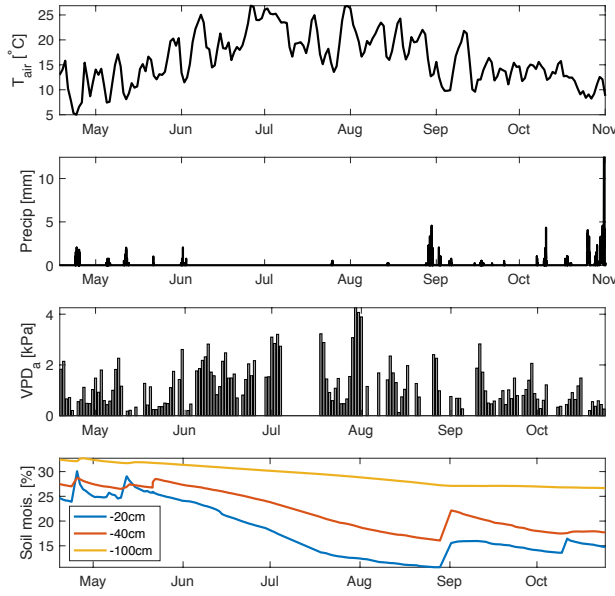 T_air [°C]
25
20
15
10
5
May Jun Jul Aug Sep Oct Nov
Precip [mm]
10
5
0
May Jun Jul Aug Sep Oct Nov
VPD_a [kPa]
4
2
0
May Jun Jul Aug Sep Oct
Soil mois. [%]
30
25
20
15
-20cm
-40cm
-100cm
May Jun Jul Aug Sep Oct